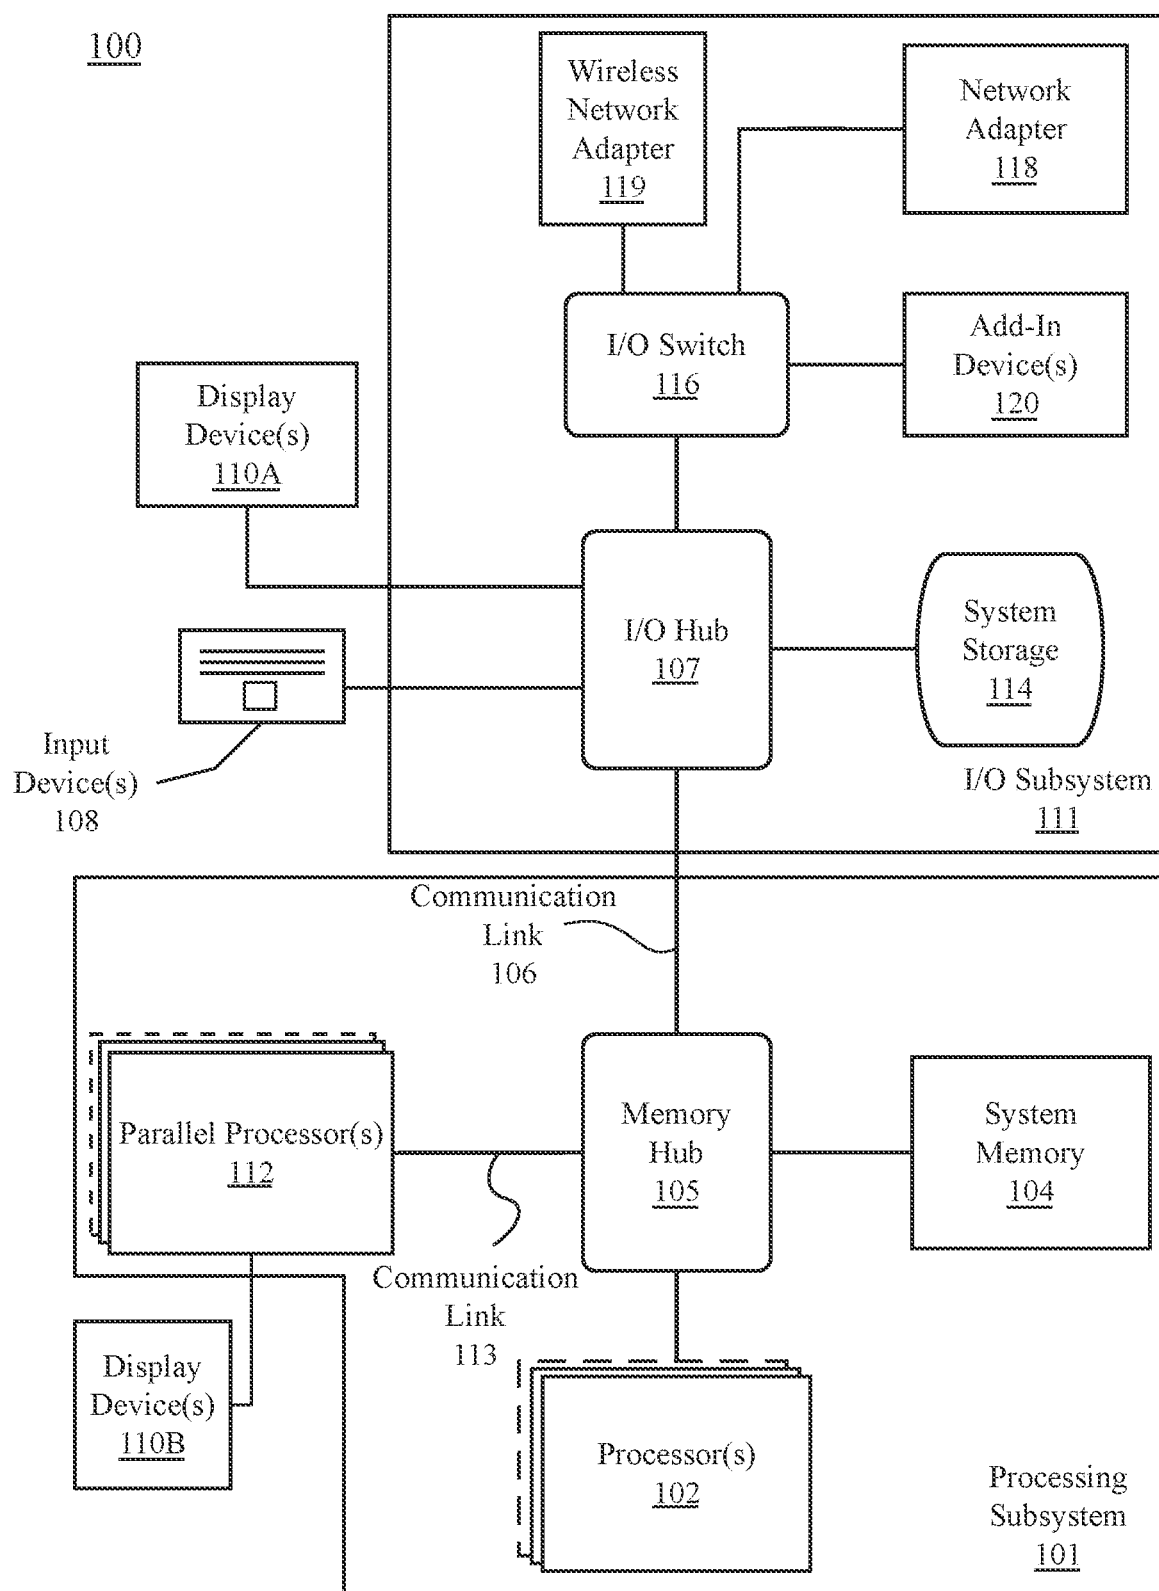 100
Wireless
Network
Adapter
119
Network
Adapter
118
I/O Switch
116
Add-In
Device(s)
120
Display
Device(s)
110A
I/O Hub
107
System
Storage
114
Input
Device(s)
108
I/O Subsystem
111
Communication
Link
106
Parallel Processor(s)
112
Memory
Hub
105
System
Memory
104
Communication
Link
113
Display
Device(s)
110B
Processor(s)
102
Processing
Subsystem
101